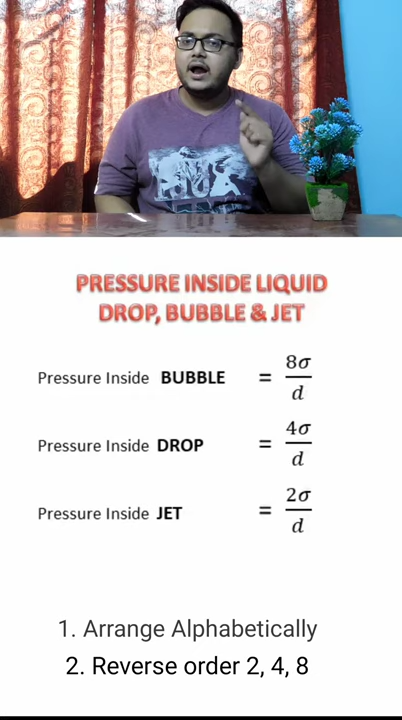 PRESSURE INSIDE LIQUID
DROP, BUBBLE & JET
Pressure Inside BUBBLE = 8σ/d
Pressure Inside DROP = 4σ/d
Pressure Inside JET = 2σ/d
1. Arrange Alphabetically
2. Reverse order 2, 4, 8